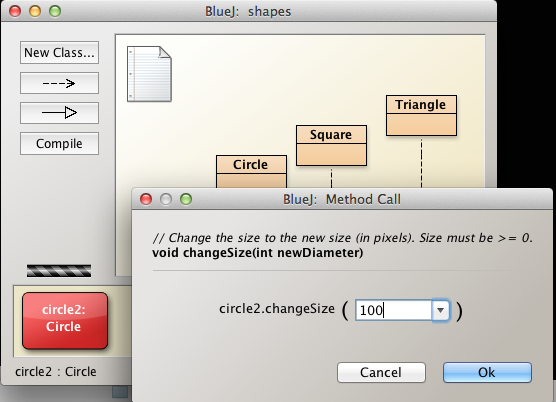 BlueJ: shapes
New Class...
Compile
Circle
Square
Triangle
BlueJ: Method Call
// Change the size to the new size (in pixels). Size must be >= 0.
void changeSize(int newDiameter)
circle2.changeSize ( 100 )
Cancel
Ok
circle2:
Circle
circle2 : Circle